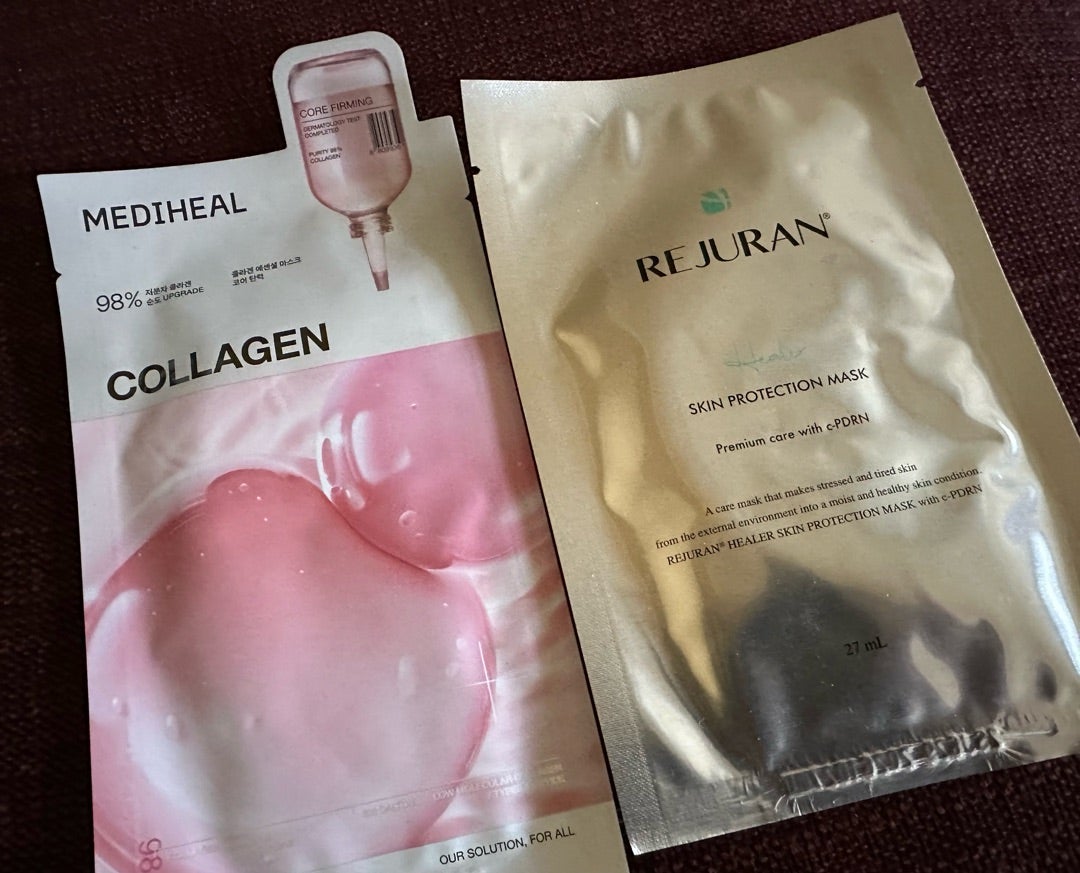 CORE FIRMING
DERMATOLOGY TEST
COMPLETED
PURITY 98%
COLLAGEN
MEDIHEAL
98% 저분자 콜라겐
순도 UPGRADE
콜라겐 에센셜 마스크
코어 탄력
COLLAGEN
OUR SOLUTION, FOR ALL
98
REJURAN®
Healer
SKIN PROTECTION MASK
Premium care with c-PDRN
A care mask that makes stressed and tired skin
from the external environment into a moist and healthy skin condition.
REJURAN® HEALER SKIN PROTECTION MASK with c-PDRN
27 mL